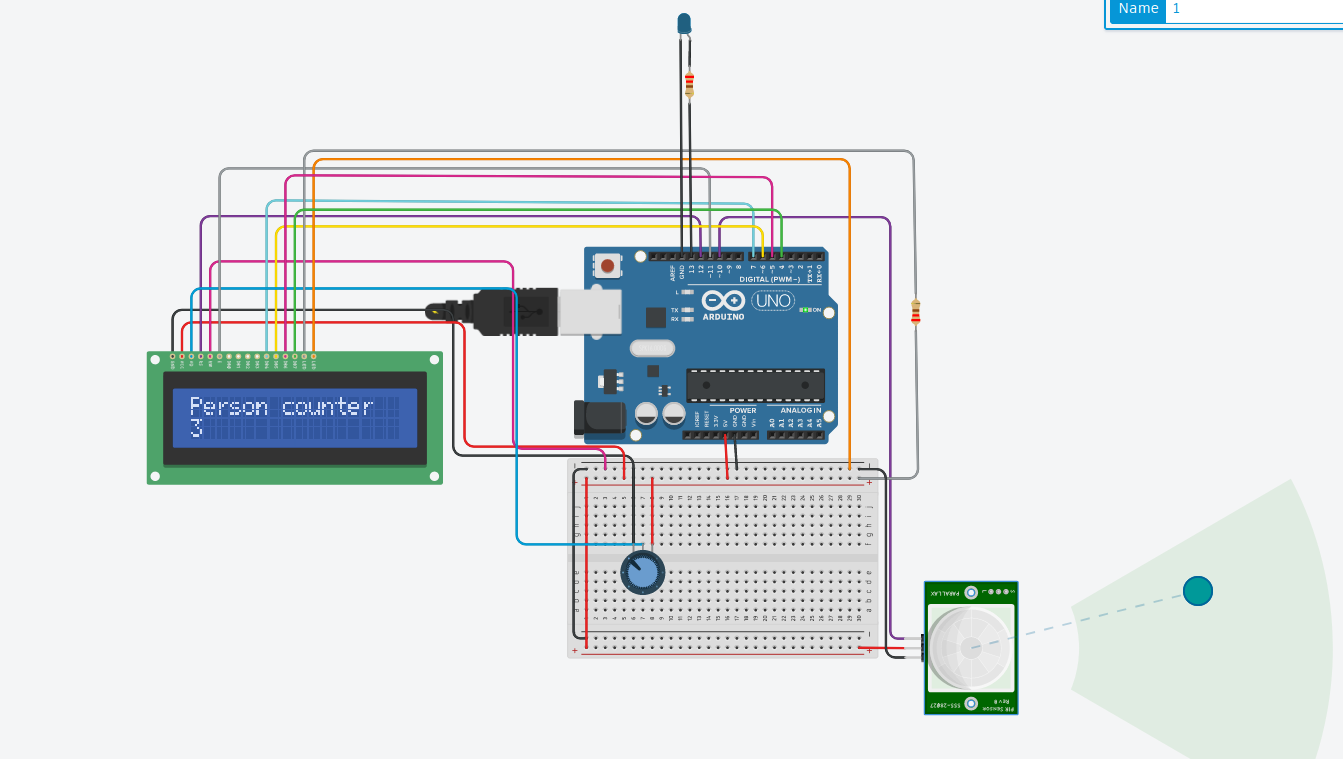 Name 1
AREF
GND
13
12
~11
~10
~9
8
7
~6
~5
4
~3
2
TX→1
RX←0
DIGITAL (PWM~)
L
TX
RX
ARDUINO
UNO
ON
Person counter
3
POWER
ANALOG IN
IOREF
RESET
3.3V
5V
GND
GND
Vin
A0
A1
A2
A3
A4
A5
PARALLAX
PIR Sensor
Rev B
555-28027